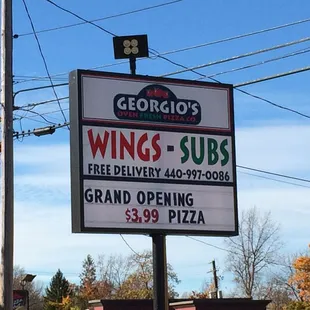 GEORGIO'S
OVEN FRESH PIZZA CO.
WINGS - SUBS
FREE DELIVERY 440-997-0086
GRAND OPENING
$3.99 PIZZA